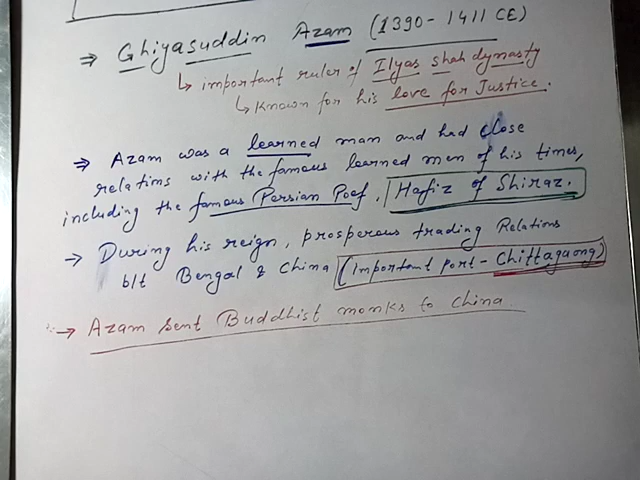 ⇒ Ghiyasuddin Azam (1390 - 1411 CE)
↳ important ruler of Ilyas shah dynasty
↳ Known for his love for Justice.
⇒ Azam was a learned man and had close
relations with the famous learned men of his times,
including the famous Persian Poet, Hafiz of Shiraz.
→ During his reign, prosperous trading Relations
b/t Bengal & China (Important port - Chittagaong)
→ Azam sent Buddhist monks to China.